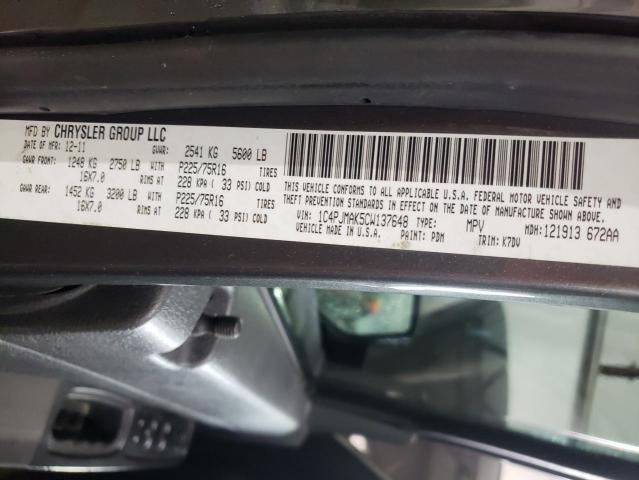 MFD BY CHRYSLER GROUP LLC
DATE OF MFR: 12-11 GVWR: 2541 KG 5600 LB
GAWR FRONT: 1248 KG 2750 LB WITH P225/75R16 TIRES
16X7.0 RIMS AT 228 KPA ( 33 PSI) COLD
GAWR REAR: 1452 KG 3200 LB WITH P225/75R16 TIRES
16X7.0 RIMS AT 228 KPA ( 33 PSI) COLD
THIS VEHICLE CONFORMS TO ALL APPLICABLE U.S.A. FEDERAL MOTOR VEHICLE SAFETY AND
THEFT PREVENTION STANDARDS IN EFFECT ON THE DATE OF MANUFACTURE SHOWN ABOVE.
VIN: 1C4PJMAK5CW137648 TYPE: MPV MDH: 121913 672AA
VEHICLE MADE IN U.S.A. PAINT: PDM TRIM: K7DV